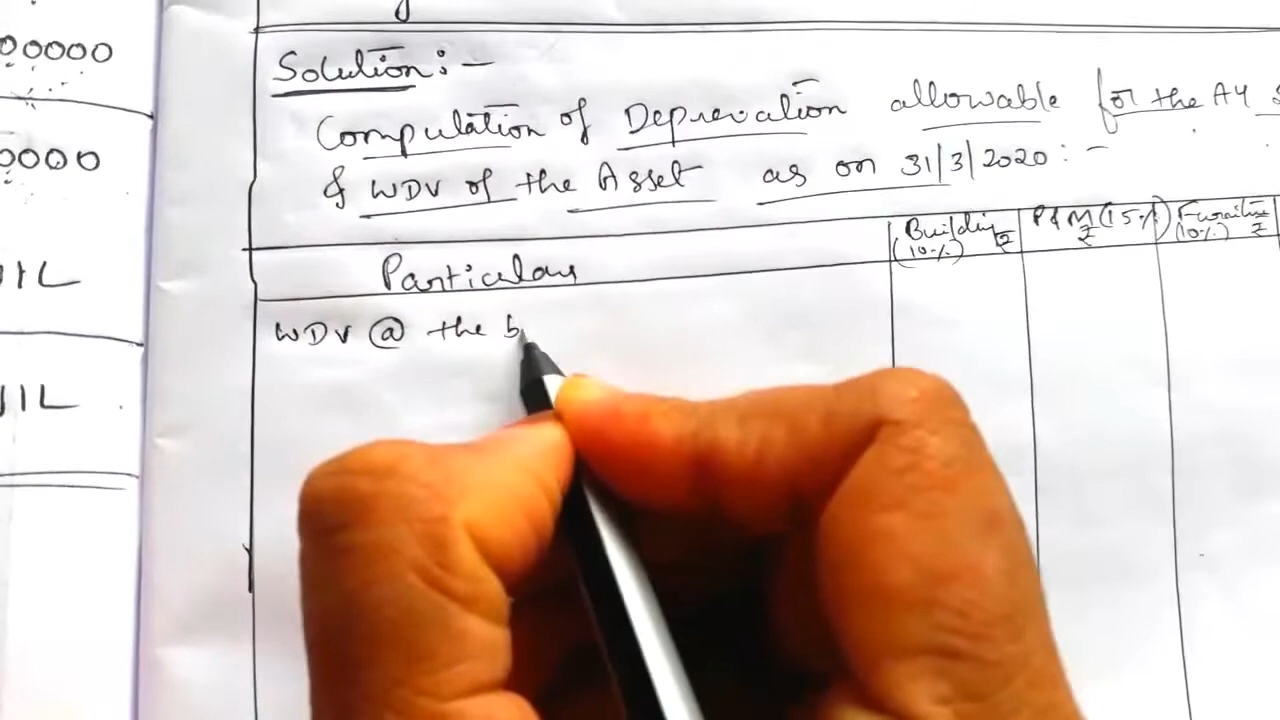 00000
0000
IL
IL
Solution:-
Computation of Depreciation allowable for the AY
& WDV of the Asset as on 31/3/2020:-
Particulars
Building (10%) ₹
P&M (15%) ₹
Furniture (10%) ₹
WDV @ the b